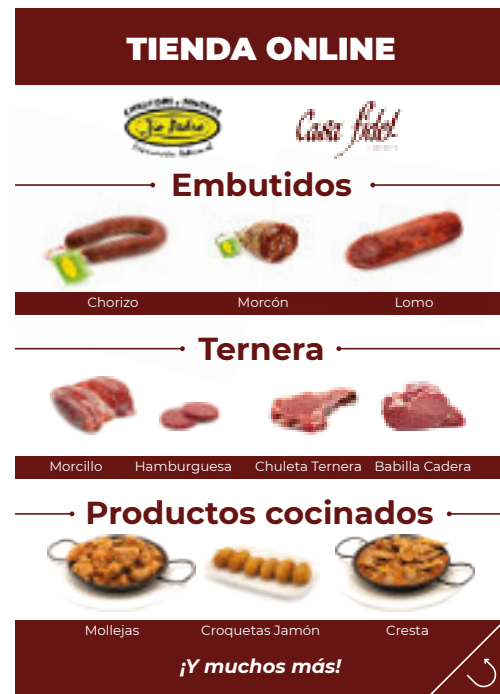 TIENDA ONLINE
Casa Fidel
Embutidos
Chorizo Morcón Lomo
Ternera
Morcillo Hamburguesa Chuleta Ternera Babilla Cadera
Productos cocinados
Mollejas Croquetas Jamón Cresta
¡Y muchos más!